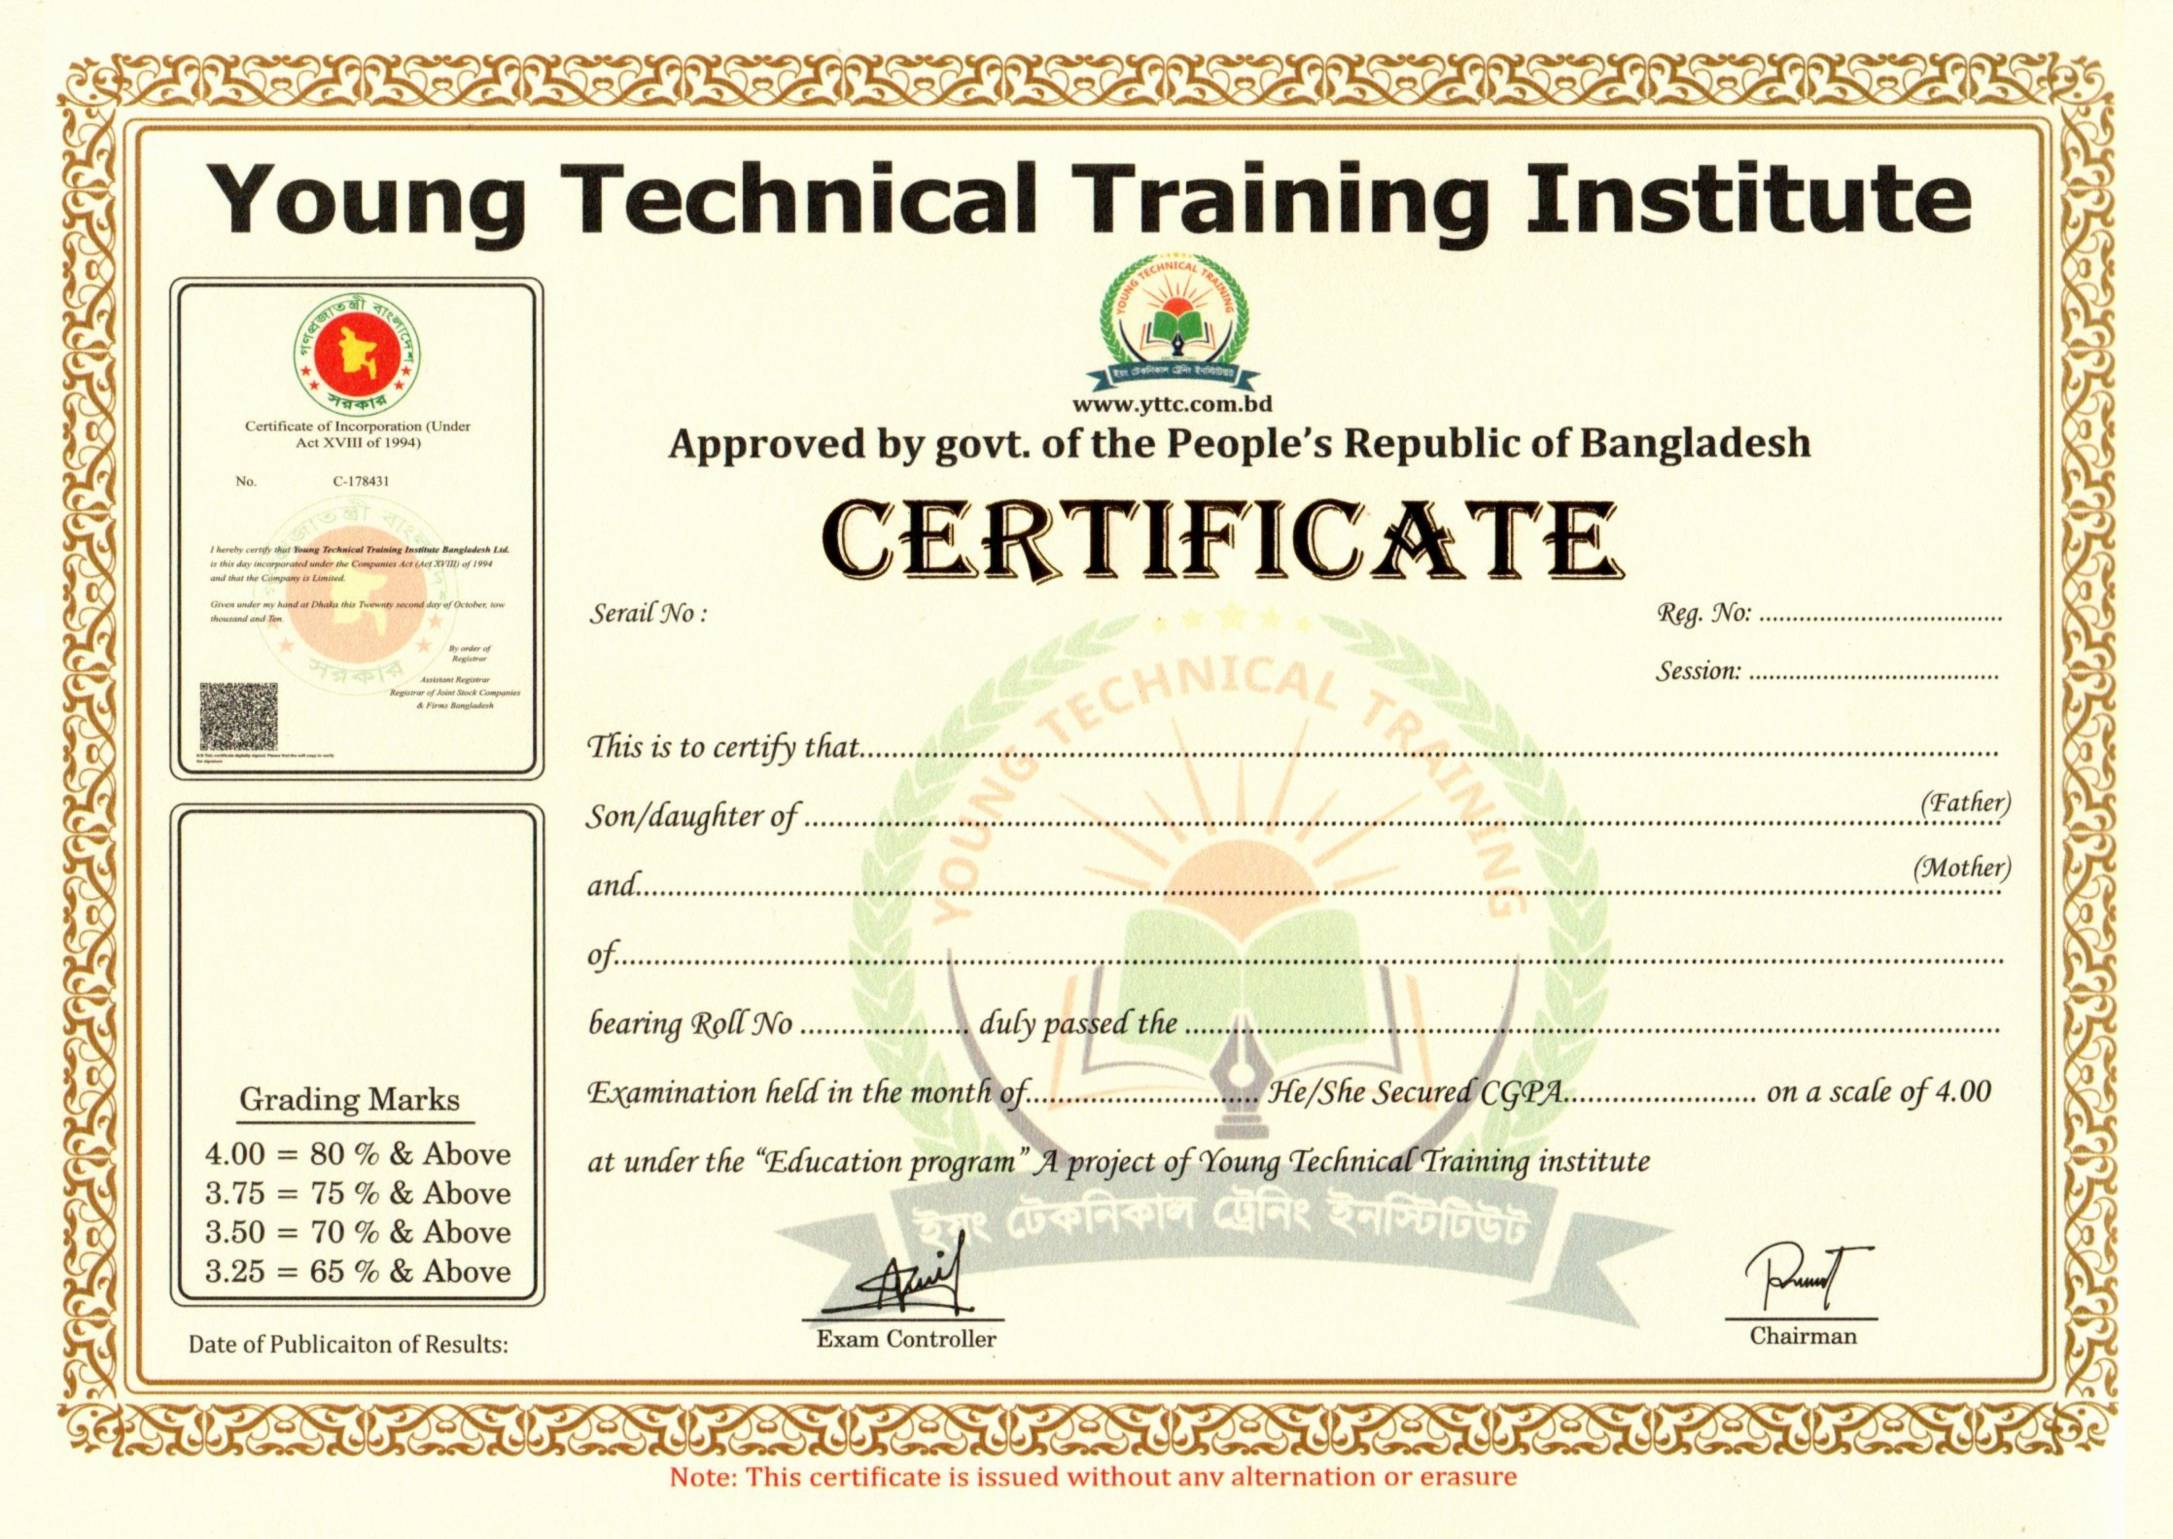 Young Technical Training Institute
YOUNG TECHNICAL TRAINING
ইয়ং টেকনিকাল ট্রেনিং ইনস্টিটিউট
www.yttc.com.bd
Approved by govt. of the People's Republic of Bangladesh
CERTIFICATE
গণপ্রজাতন্ত্রী বাংলাদেশ
সরকার
Certificate of Incorporation (Under
Act XVIII of 1994)
No. C-178431
I hereby certify that Young Technical Training Institute Bangladesh Ltd.
is this day incorporated under the Companies Act (Act XVIII) of 1994
and that the Company is Limited.
Given under my hand at Dhaka this Twewnty second day of October, tow
thousand and Ten.
By order of
Registrar
Assistant Registrar
Registrar of Joint Stock Companies
& Firms Bangladesh
Serail No :
Reg. No: ....................................
Session: .....................................
This is to certify that....................
Son/daughter of .................... (Father)
and.................... (Mother)
of....................
bearing Roll No .................... duly passed the ....................
Examination held in the month of.................... He/She Secured CGPA.................... on a scale of 4.00
at under the “Education program” A project of Young Technical Training institute
YOUNG TECHNICAL TRAINING
ইয়ং টেকনিকাল ট্রেনিং ইনস্টিটিউট
Grading Marks
4.00 = 80 % & Above
3.75 = 75 % & Above
3.50 = 70 % & Above
3.25 = 65 % & Above
Date of Publicaiton of Results:
Exam Controller
Chairman
Note: This certificate is issued without any alternation or erasure